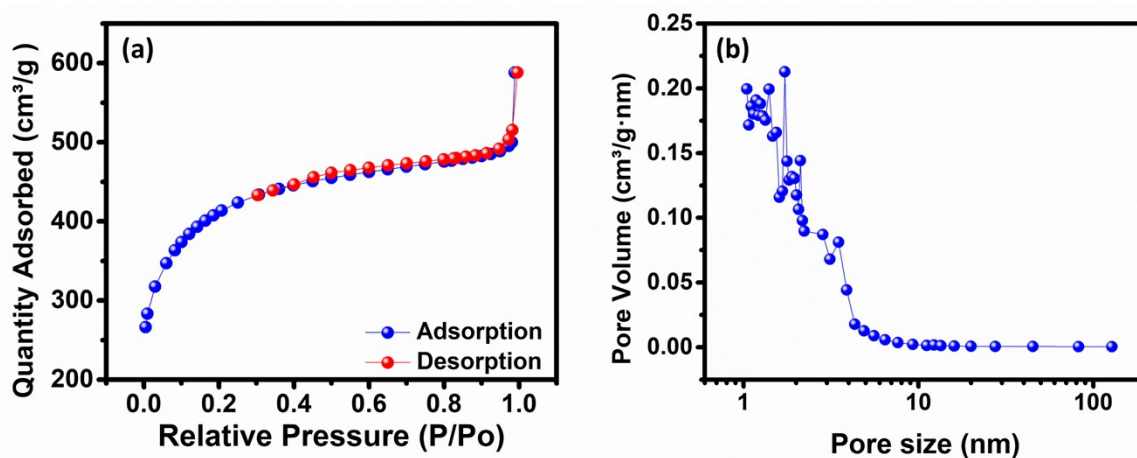 (a)
Quantity Adsorbed (cm³/g)
600
500
400
300
200
0.0 0.2 0.4 0.6 0.8 1.0
Relative Pressure (P/Po)
Adsorption
Desorption
(b)
Pore Volume (cm³/g·nm)
0.25
0.20
0.15
0.10
0.05
0.00
1 10 100
Pore size (nm)